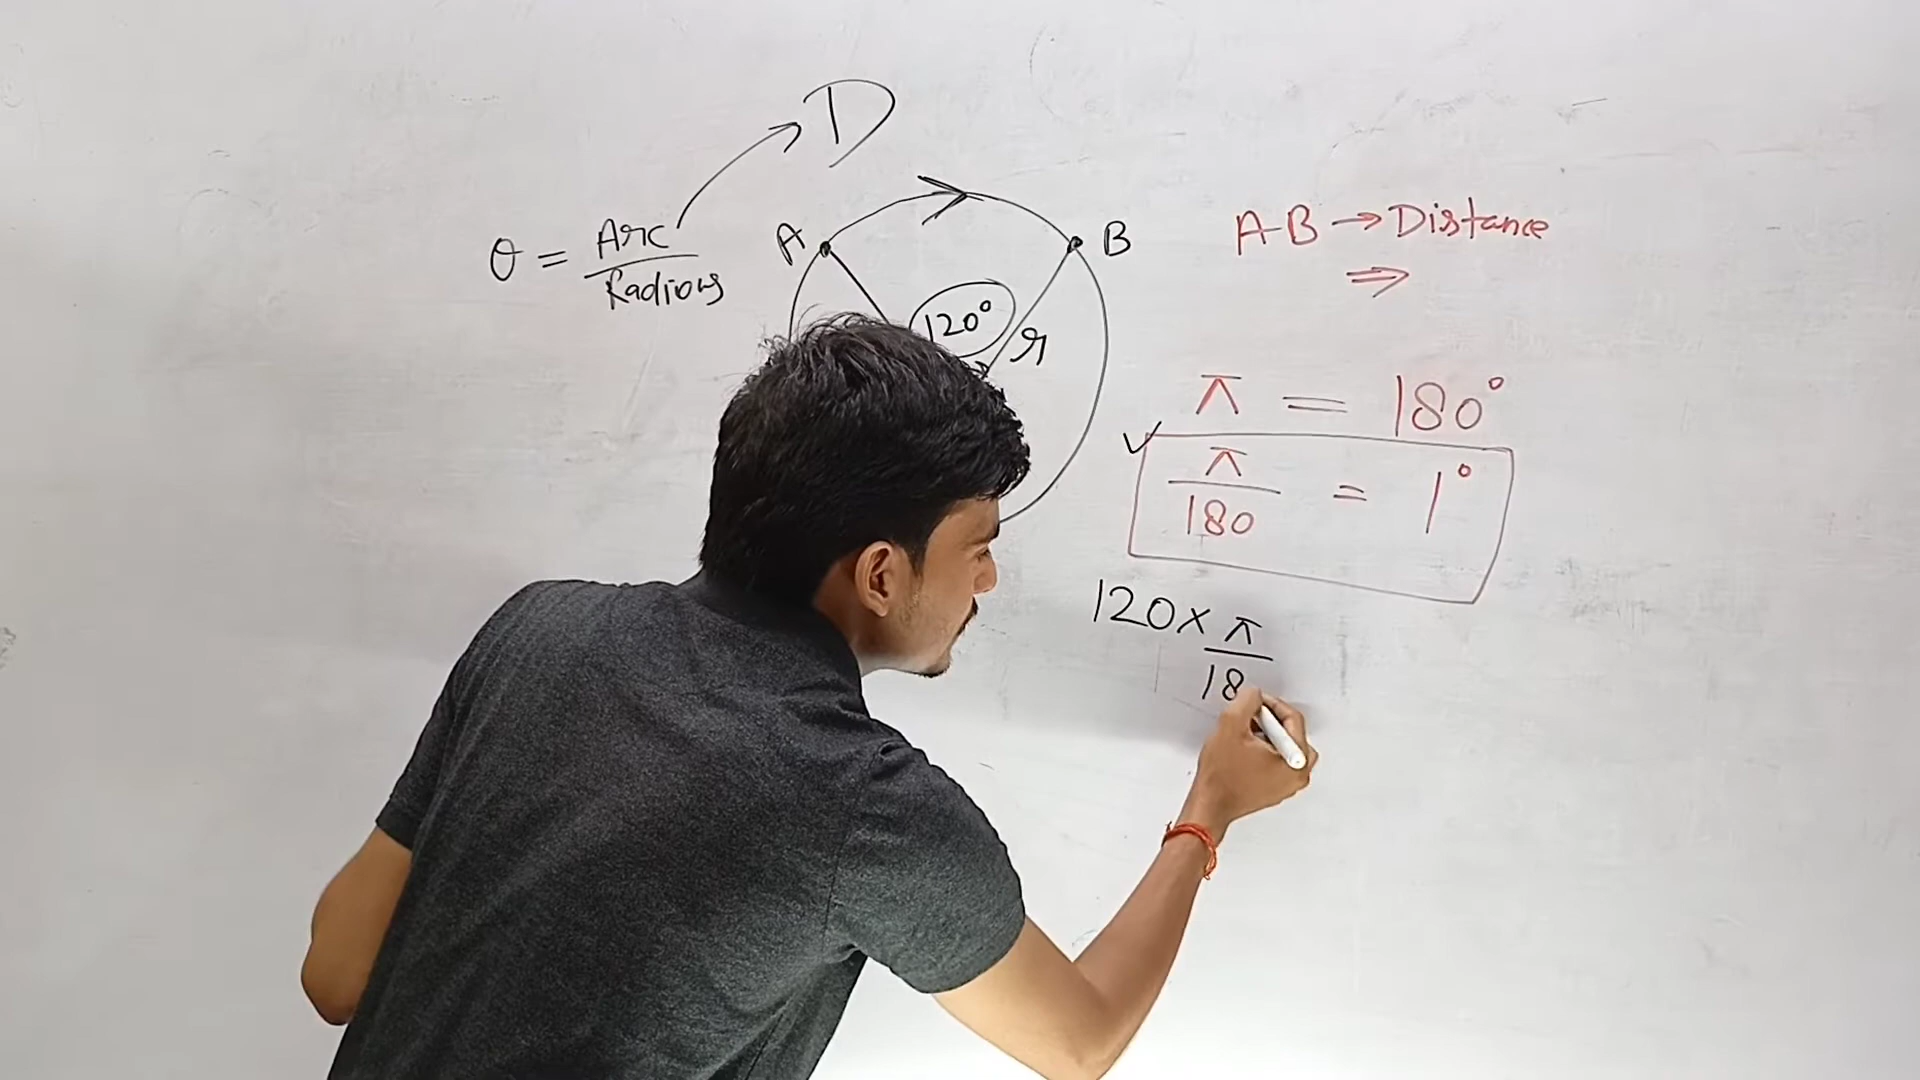 D
θ = Arc / Radious
A
B
120°
r
A-B → Distance
⇒
π = 180°
✓ π / 180 = 1°
120 × π / 18